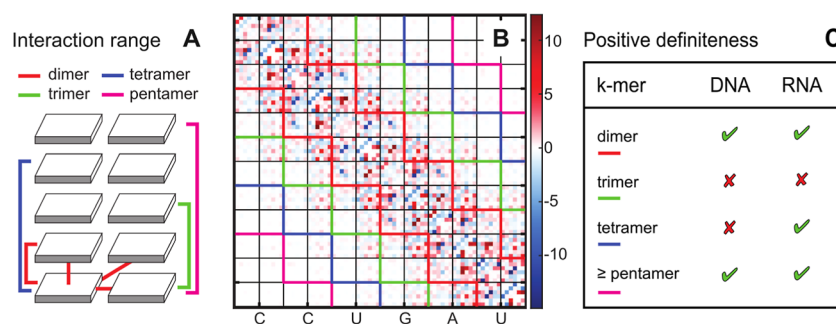 Interaction range A
dimer tetramer
trimer pentamer
B
10
5
0
-5
-10
C C U G A U
Positive definiteness C
k-mer DNA RNA
dimer ✔ ✔
trimer ✘ ✘
tetramer ✘ ✔
≥ pentamer ✔ ✔